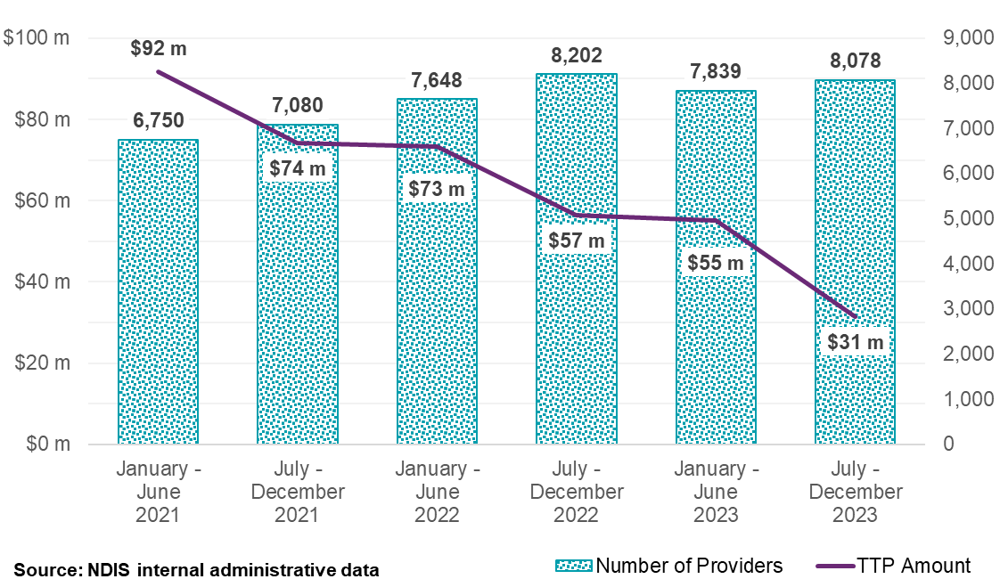 $100 m
$80 m
$60 m
$40 m
$20 m
$0 m
9,000
8,000
7,000
6,000
5,000
4,000
3,000
2,000
1,000
0
$92 m
6,750
7,080
$74 m
7,648
$73 m
8,202
$57 m
7,839
$55 m
8,078
$31 m
January -
June
2021
July -
December
2021
January -
June
2022
July -
December
2022
January -
June
2023
July -
December
2023
Source: NDIS internal administrative data
Number of Providers
TTP Amount